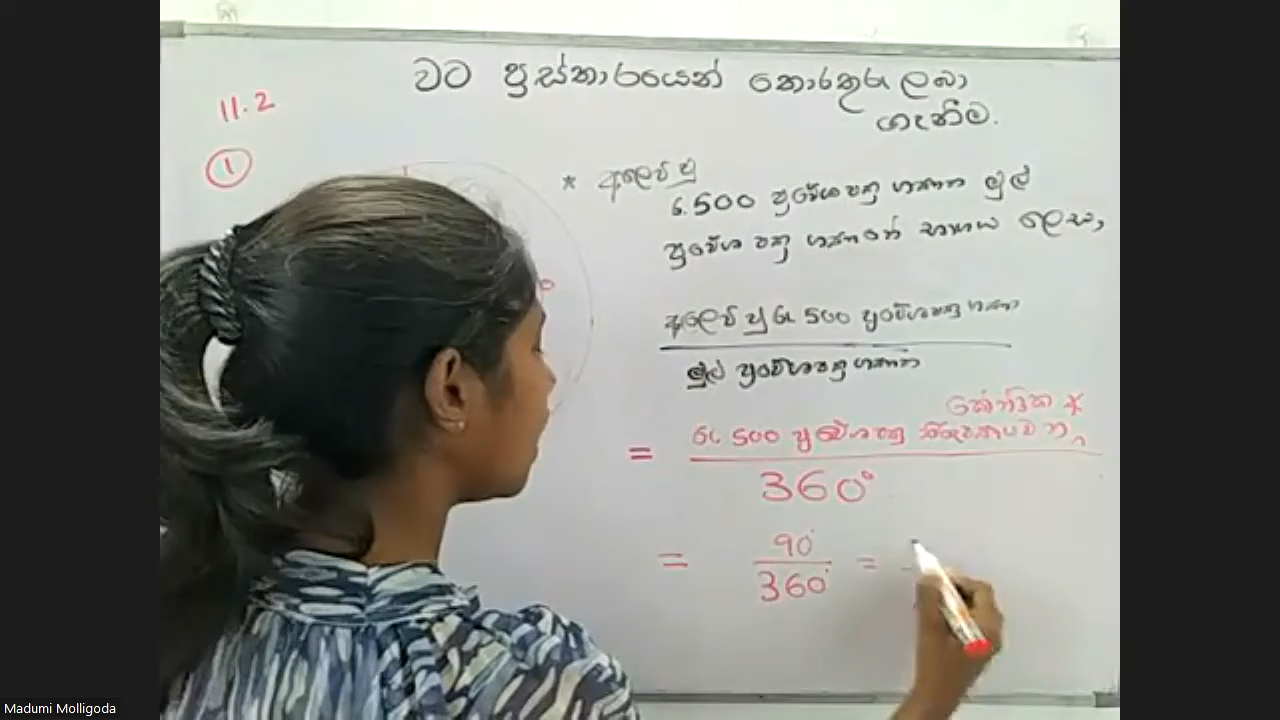 වට ප්‍රස්තාරයෙන් තොරතුරු ලබා
ගැනීම.
11.2
1
* අලෙවි වූ
රු 500 ප්‍රවේශපත්‍ර ගණන මුල්
ප්‍රවේශ පත්‍ර ගණනේ භාගය ලෙස,
අලෙවි වූ රු 500 ප්‍රවේශපත්‍ර ගණන
මුල් ප්‍රවේශපත්‍ර ගණන
කේන්ද්‍රික
= රු 500 ප්‍රවේශපත්‍ර නිරූපණය වන
360°
= 90° =
360°
Madumi Molligoda